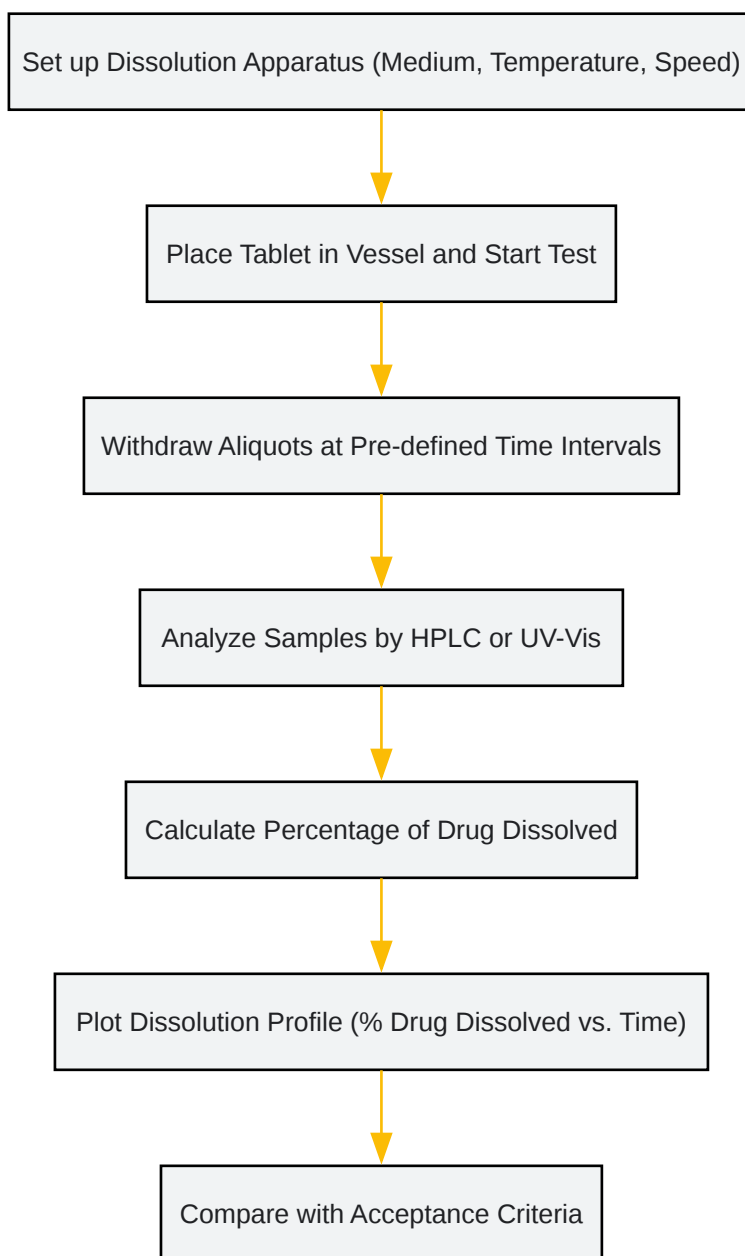 Set up Dissolution Apparatus (Medium, Temperature, Speed)
Place Tablet in Vessel and Start Test
Withdraw Aliquots at Pre-defined Time Intervals
Analyze Samples by HPLC or UV-Vis
Calculate Percentage of Drug Dissolved
Plot Dissolution Profile (% Drug Dissolved vs. Time)
Compare with Acceptance Criteria